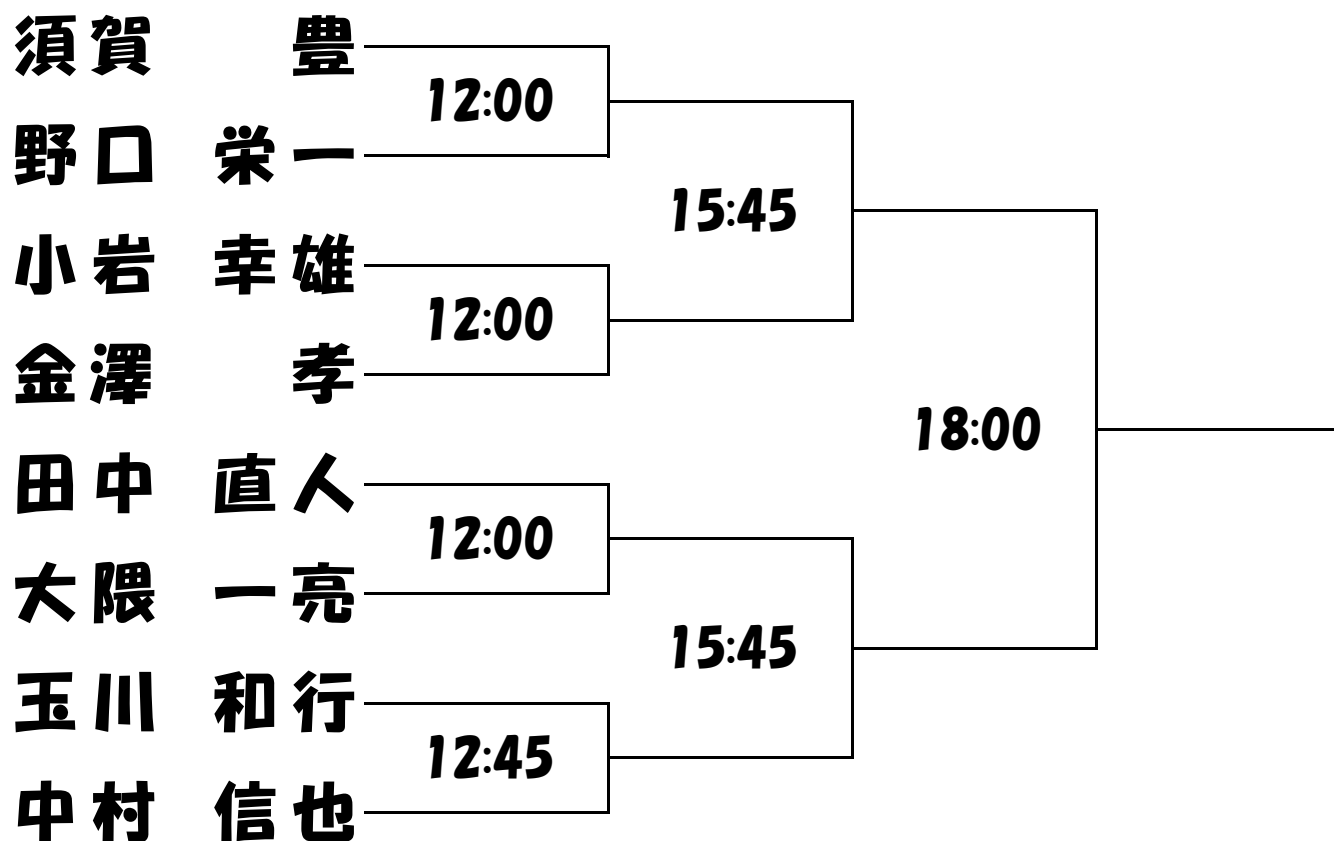 須賀 豊
12:00
野口 栄一
15:45
小岩 幸雄
12:00
金澤 孝
18:00
田中 直人
12:00
大隈 一亮
15:45
玉川 和行
12:45
中村 信也